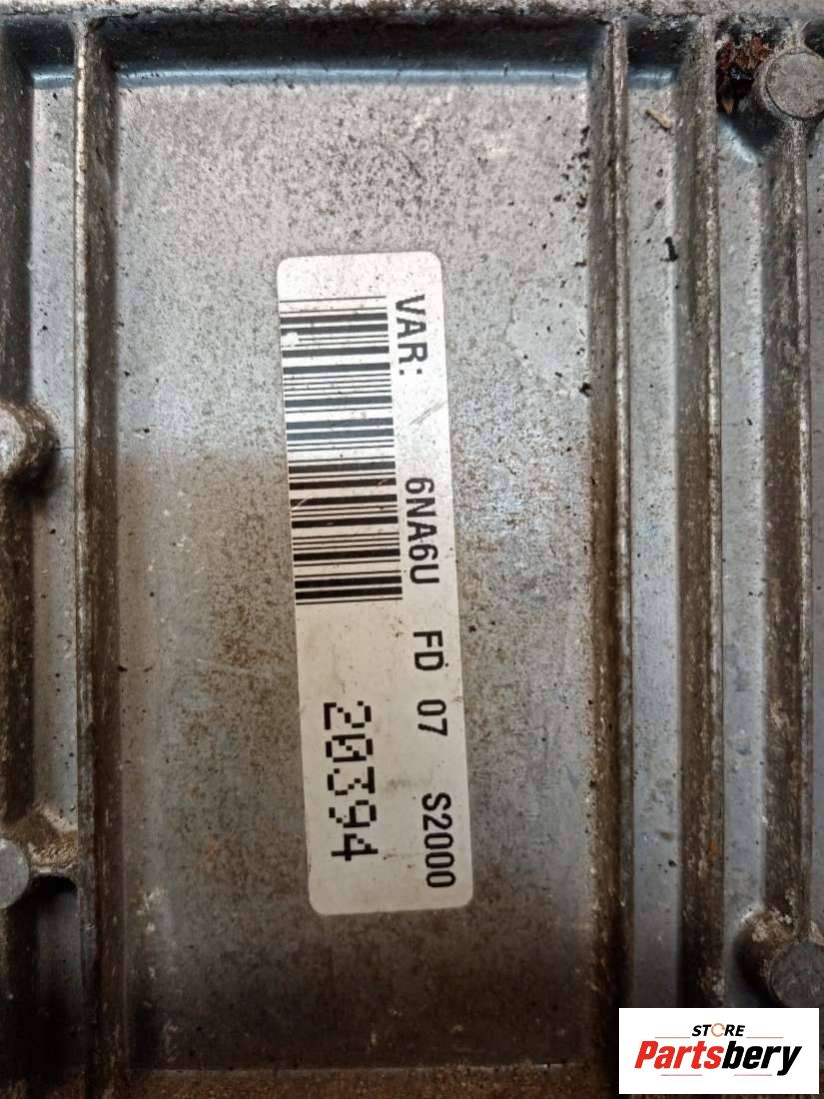 VAR: 6NA6U FD 07 S2000
20394
STORE
Partsbery